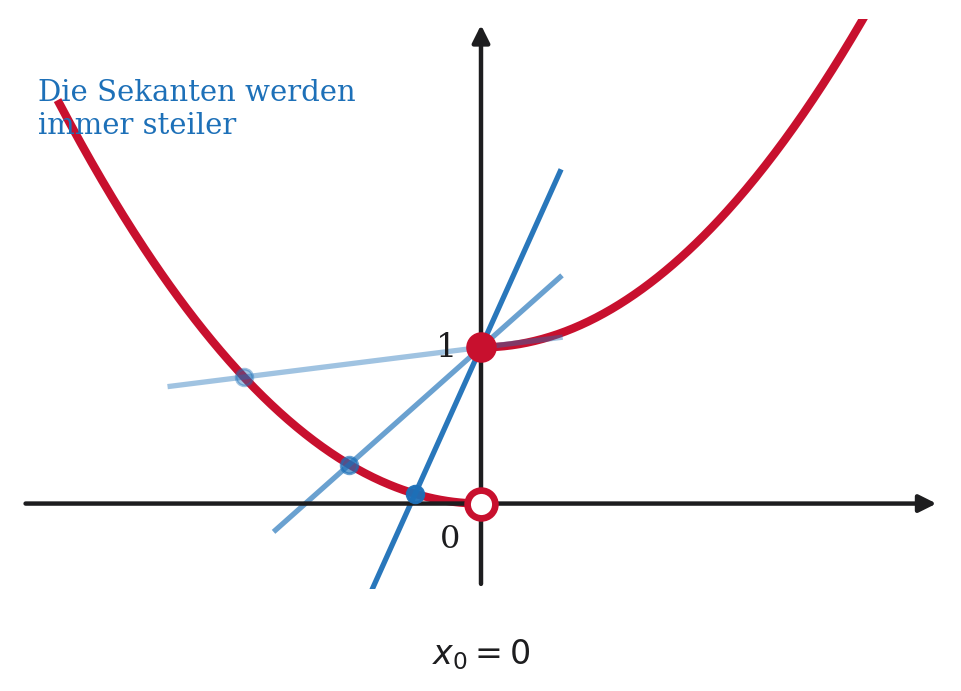 Die Sekanten werden
immer steiler
1
0
x₀ = 0